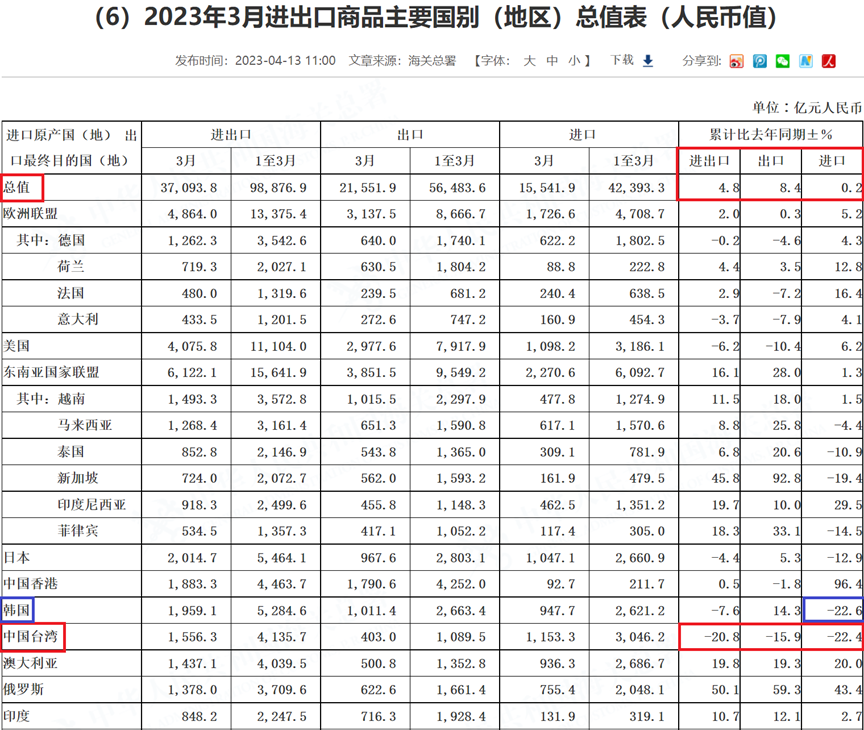 （6）2023年3月进出口商品主要国别（地区）总值表（人民币值）
发布时间：2023-04-13 11:00 文章来源：海关总署 【字体： 大 中 小 】 下载 分享到:
单位：亿元人民币
进口原产国（地） 出口最终目的国（地） 进出口 出口 进口 累计比去年同期±%
3月 1至3月 3月 1至3月 3月 1至3月 进出口 出口 进口
总值 37,093.8 98,876.9 21,551.9 56,483.6 15,541.9 42,393.3 4.8 8.4 0.2
欧洲联盟 4,864.0 13,375.4 3,137.5 8,666.7 1,726.6 4,708.7 2.0 0.3 5.2
其中：德国 1,262.3 3,542.6 640.0 1,740.1 622.2 1,802.5 -0.2 -4.6 4.3
荷兰 719.3 2,027.1 630.5 1,804.2 88.8 222.8 4.4 3.5 12.8
法国 480.0 1,319.6 239.5 681.2 240.4 638.5 2.9 -7.2 16.4
意大利 433.5 1,201.5 272.6 747.2 160.9 454.3 -3.7 -7.9 4.1
美国 4,075.8 11,104.0 2,977.6 7,917.9 1,098.2 3,186.1 -6.2 -10.4 6.2
东南亚国家联盟 6,122.1 15,641.9 3,851.5 9,549.2 2,270.6 6,092.7 16.1 28.0 1.3
其中：越南 1,493.3 3,572.8 1,015.5 2,297.9 477.8 1,274.9 11.5 18.0 1.5
马来西亚 1,268.4 3,161.4 651.3 1,590.8 617.1 1,570.6 8.8 25.8 -4.4
泰国 852.8 2,146.9 543.8 1,365.0 309.1 781.9 6.8 20.6 -10.9
新加坡 724.0 2,072.7 562.0 1,593.2 161.9 479.5 45.8 92.8 -19.4
印度尼西亚 918.3 2,499.6 455.8 1,148.3 462.5 1,351.2 19.7 10.0 29.5
菲律宾 534.5 1,357.3 417.1 1,052.2 117.4 305.0 18.3 33.1 -14.5
日本 2,014.7 5,464.1 967.6 2,803.1 1,047.1 2,660.9 -4.4 5.3 -12.9
中国香港 1,883.3 4,463.7 1,790.6 4,252.0 92.7 211.7 0.5 -1.8 96.4
韩国 1,959.1 5,284.6 1,011.4 2,663.4 947.7 2,621.2 -7.6 14.3 -22.6
中国台湾 1,556.3 4,135.7 403.0 1,089.5 1,153.3 3,046.2 -20.8 -15.9 -22.4
澳大利亚 1,437.1 4,039.5 500.8 1,352.8 936.3 2,686.7 19.8 19.3 20.0
俄罗斯 1,378.0 3,709.6 622.6 1,661.4 755.4 2,048.1 50.1 59.3 43.4
印度 848.2 2,247.5 716.3 1,928.4 131.9 319.1 10.7 12.1 2.7